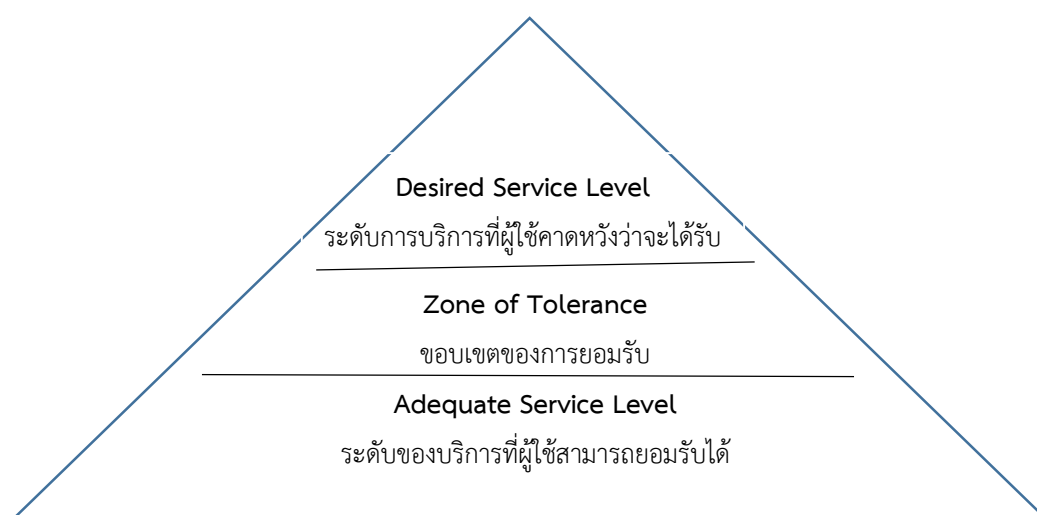 Desired Service Level
ระดับการบริการที่ผู้ใช้คาดหวังว่าจะได้รับ
Zone of Tolerance
ขอบเขตของการยอมรับ
Adequate Service Level
ระดับของบริการที่ผู้ใช้สามารถยอมรับได้